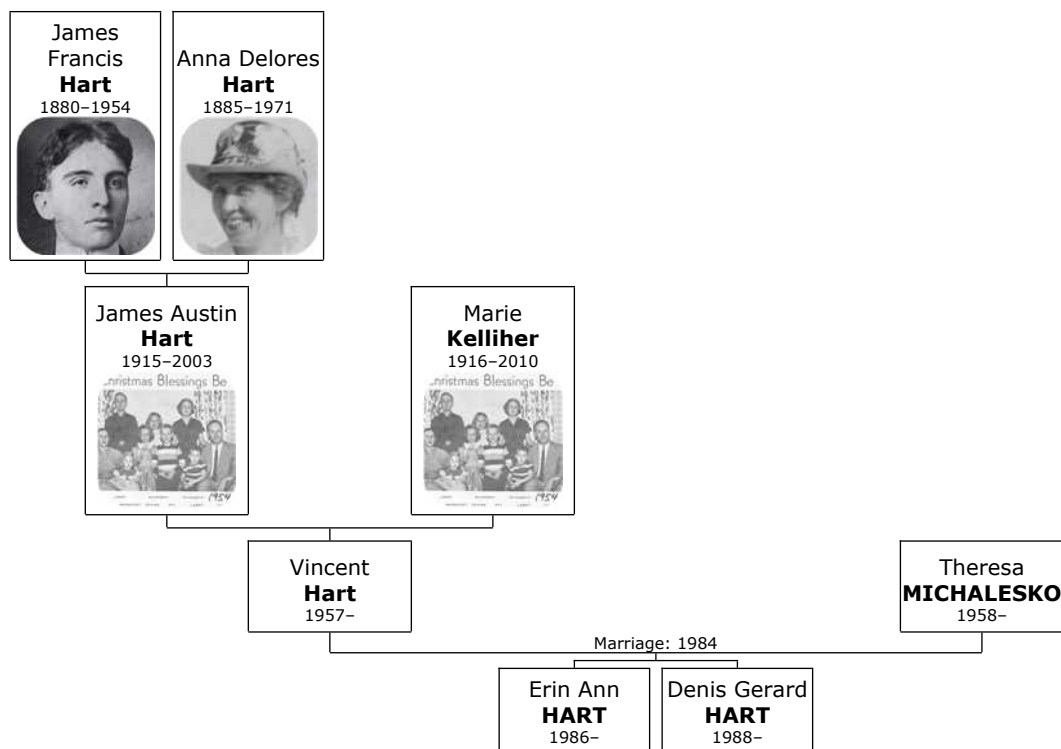 James
Francis
Hart
1880–1954
Anna Delores
Hart
1885–1971
James Austin
Hart
1915–2003
Christmas Blessings Be
1954
Marie
Kelliher
1916–2010
Christmas Blessings Be
1954
Vincent
Hart
1957–
Theresa
MICHALESKO
1958–
Marriage: 1984
Erin Ann
HART
1986–
Denis Gerard
HART
1988–